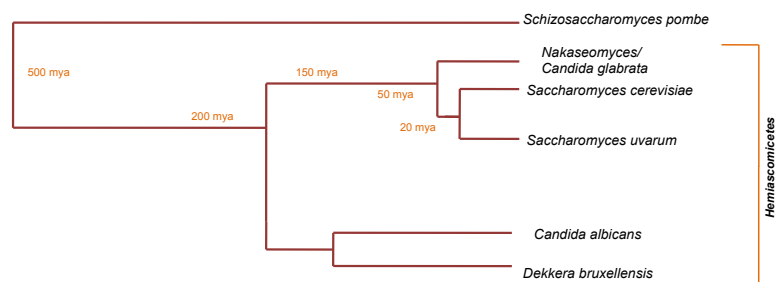 Schizosaccharomyces pombe
Nakaseomyces/
Candida glabrata
500 mya
150 mya
50 mya
Saccharomyces cerevisiae
200 mya
20 mya
Saccharomyces uvarum
Hemiascomicetes
Candida albicans
Dekkera bruxellensis